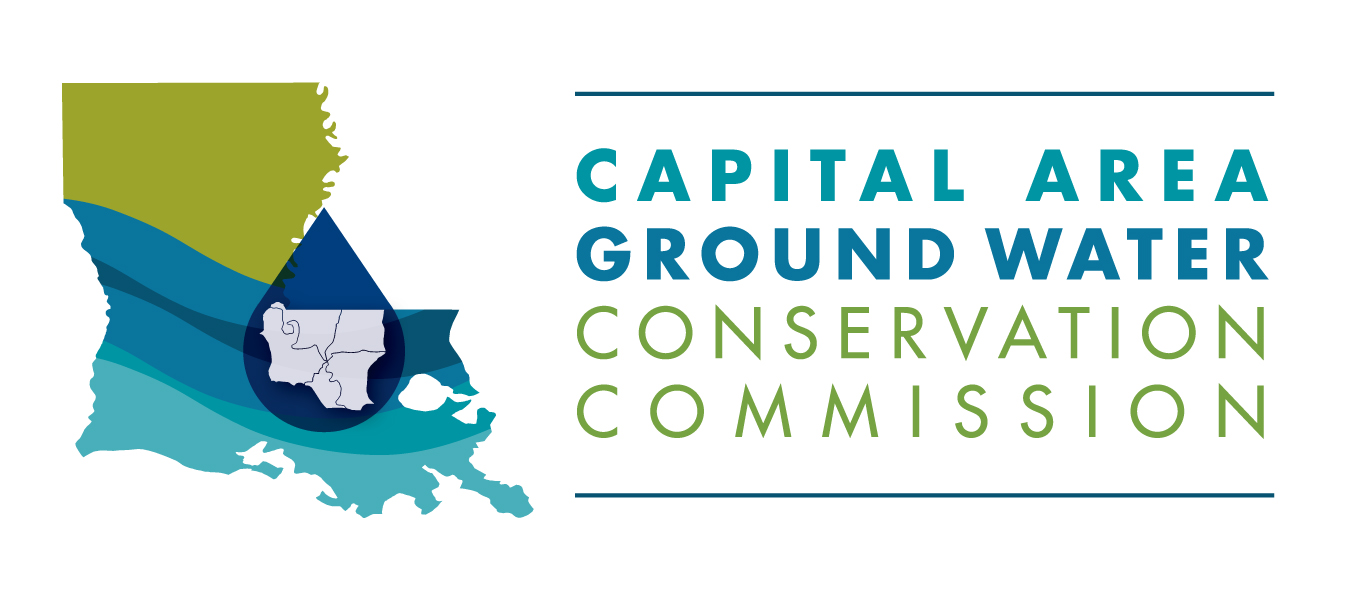 CAPITAL AREA
GROUND WATER
CONSERVATION
COMMISSION